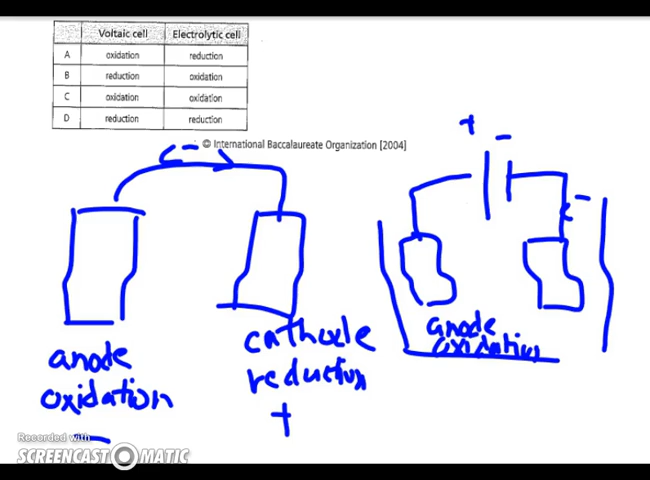 Voltaic cell Electrolytic cell
A oxidation reduction
B reduction oxidation
C oxidation oxidation
D reduction reduction
© International Baccalaureate Organization [2004]
e-
+ -
e-
anode
oxidation
-
cathode
reduction
+
anode
oxidation
Recorded with
SCREENCAST O MATIC